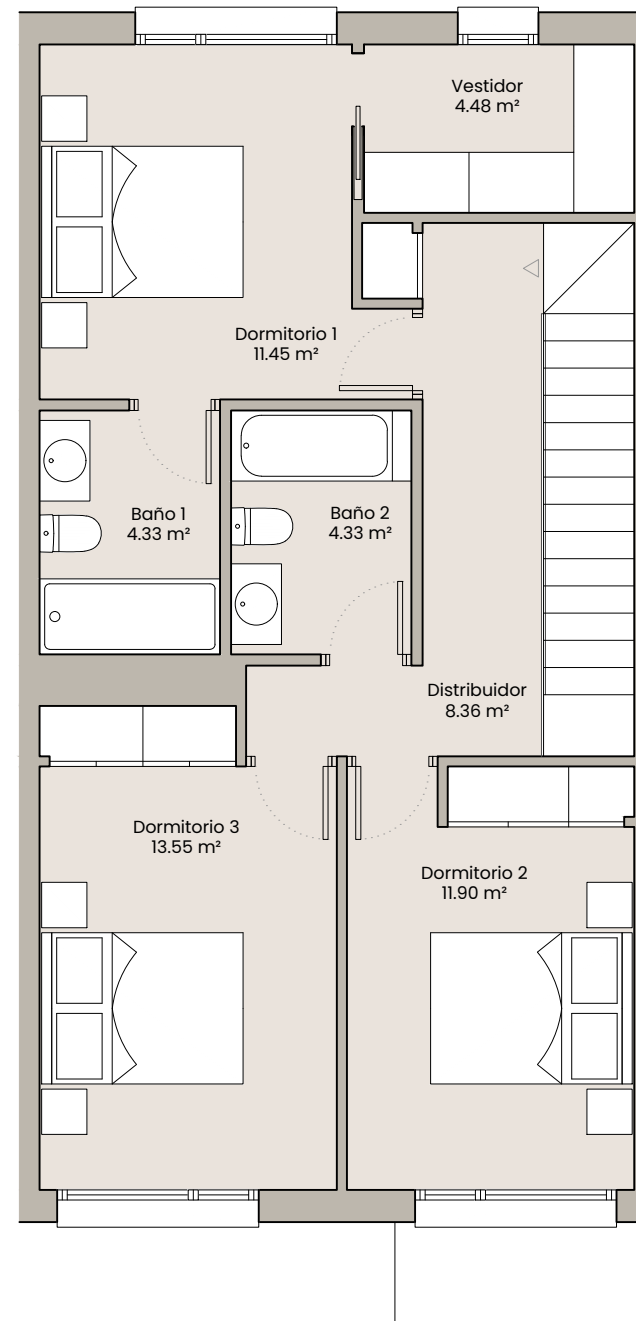 Vestidor
4.48 m²
Dormitorio 1
11.45 m²
Baño 1
4.33 m²
Baño 2
4.33 m²
Distribuidor
8.36 m²
Dormitorio 3
13.55 m²
Dormitorio 2
11.90 m²